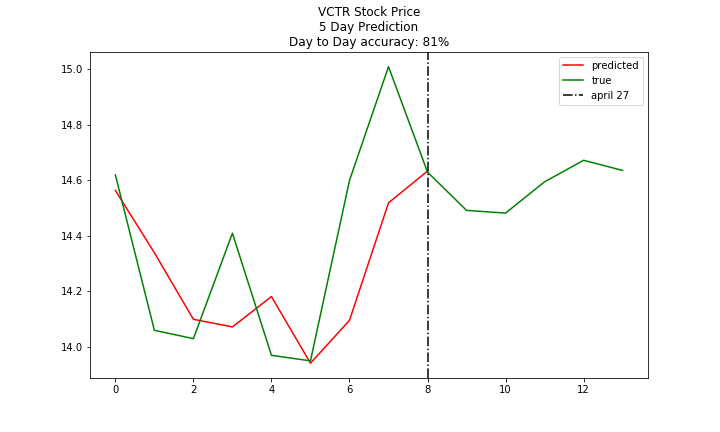 VCTR Stock Price
5 Day Prediction
Day to Day accuracy: 81%
predicted
true
april 27
15.0
14.8
14.6
14.4
14.2
14.0
0 2 4 6 8 10 12